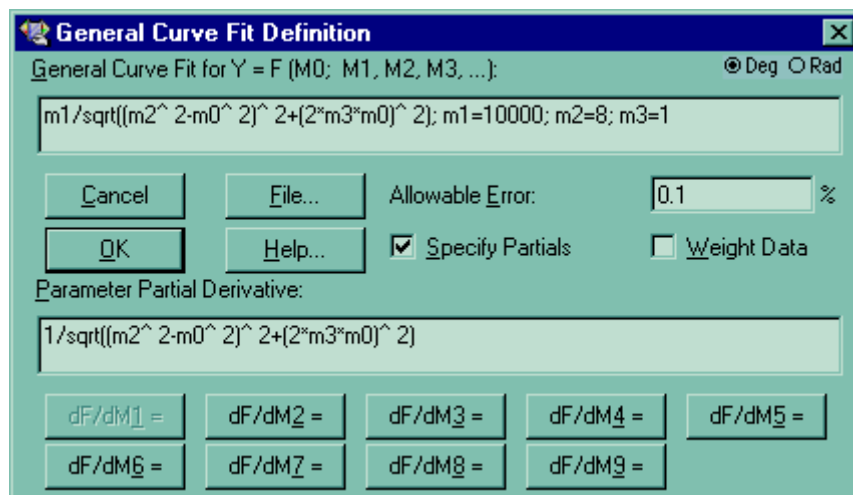 General Curve Fit Definition
General Curve Fit for Y = F (M0; M1, M2, M3, ...): Deg Rad
m1/sqrt((m2^ 2-m0^ 2)^ 2+(2*m3*m0)^ 2); m1=10000; m2=8; m3=1
Cancel File... Allowable Error: 0.1 %
OK Help... Specify Partials Weight Data
Parameter Partial Derivative:
1/sqrt((m2^ 2-m0^ 2)^ 2+(2*m3*m0)^ 2)
dF/dM1 = dF/dM2 = dF/dM3 = dF/dM4 = dF/dM5 =
dF/dM6 = dF/dM7 = dF/dM8 = dF/dM9 =